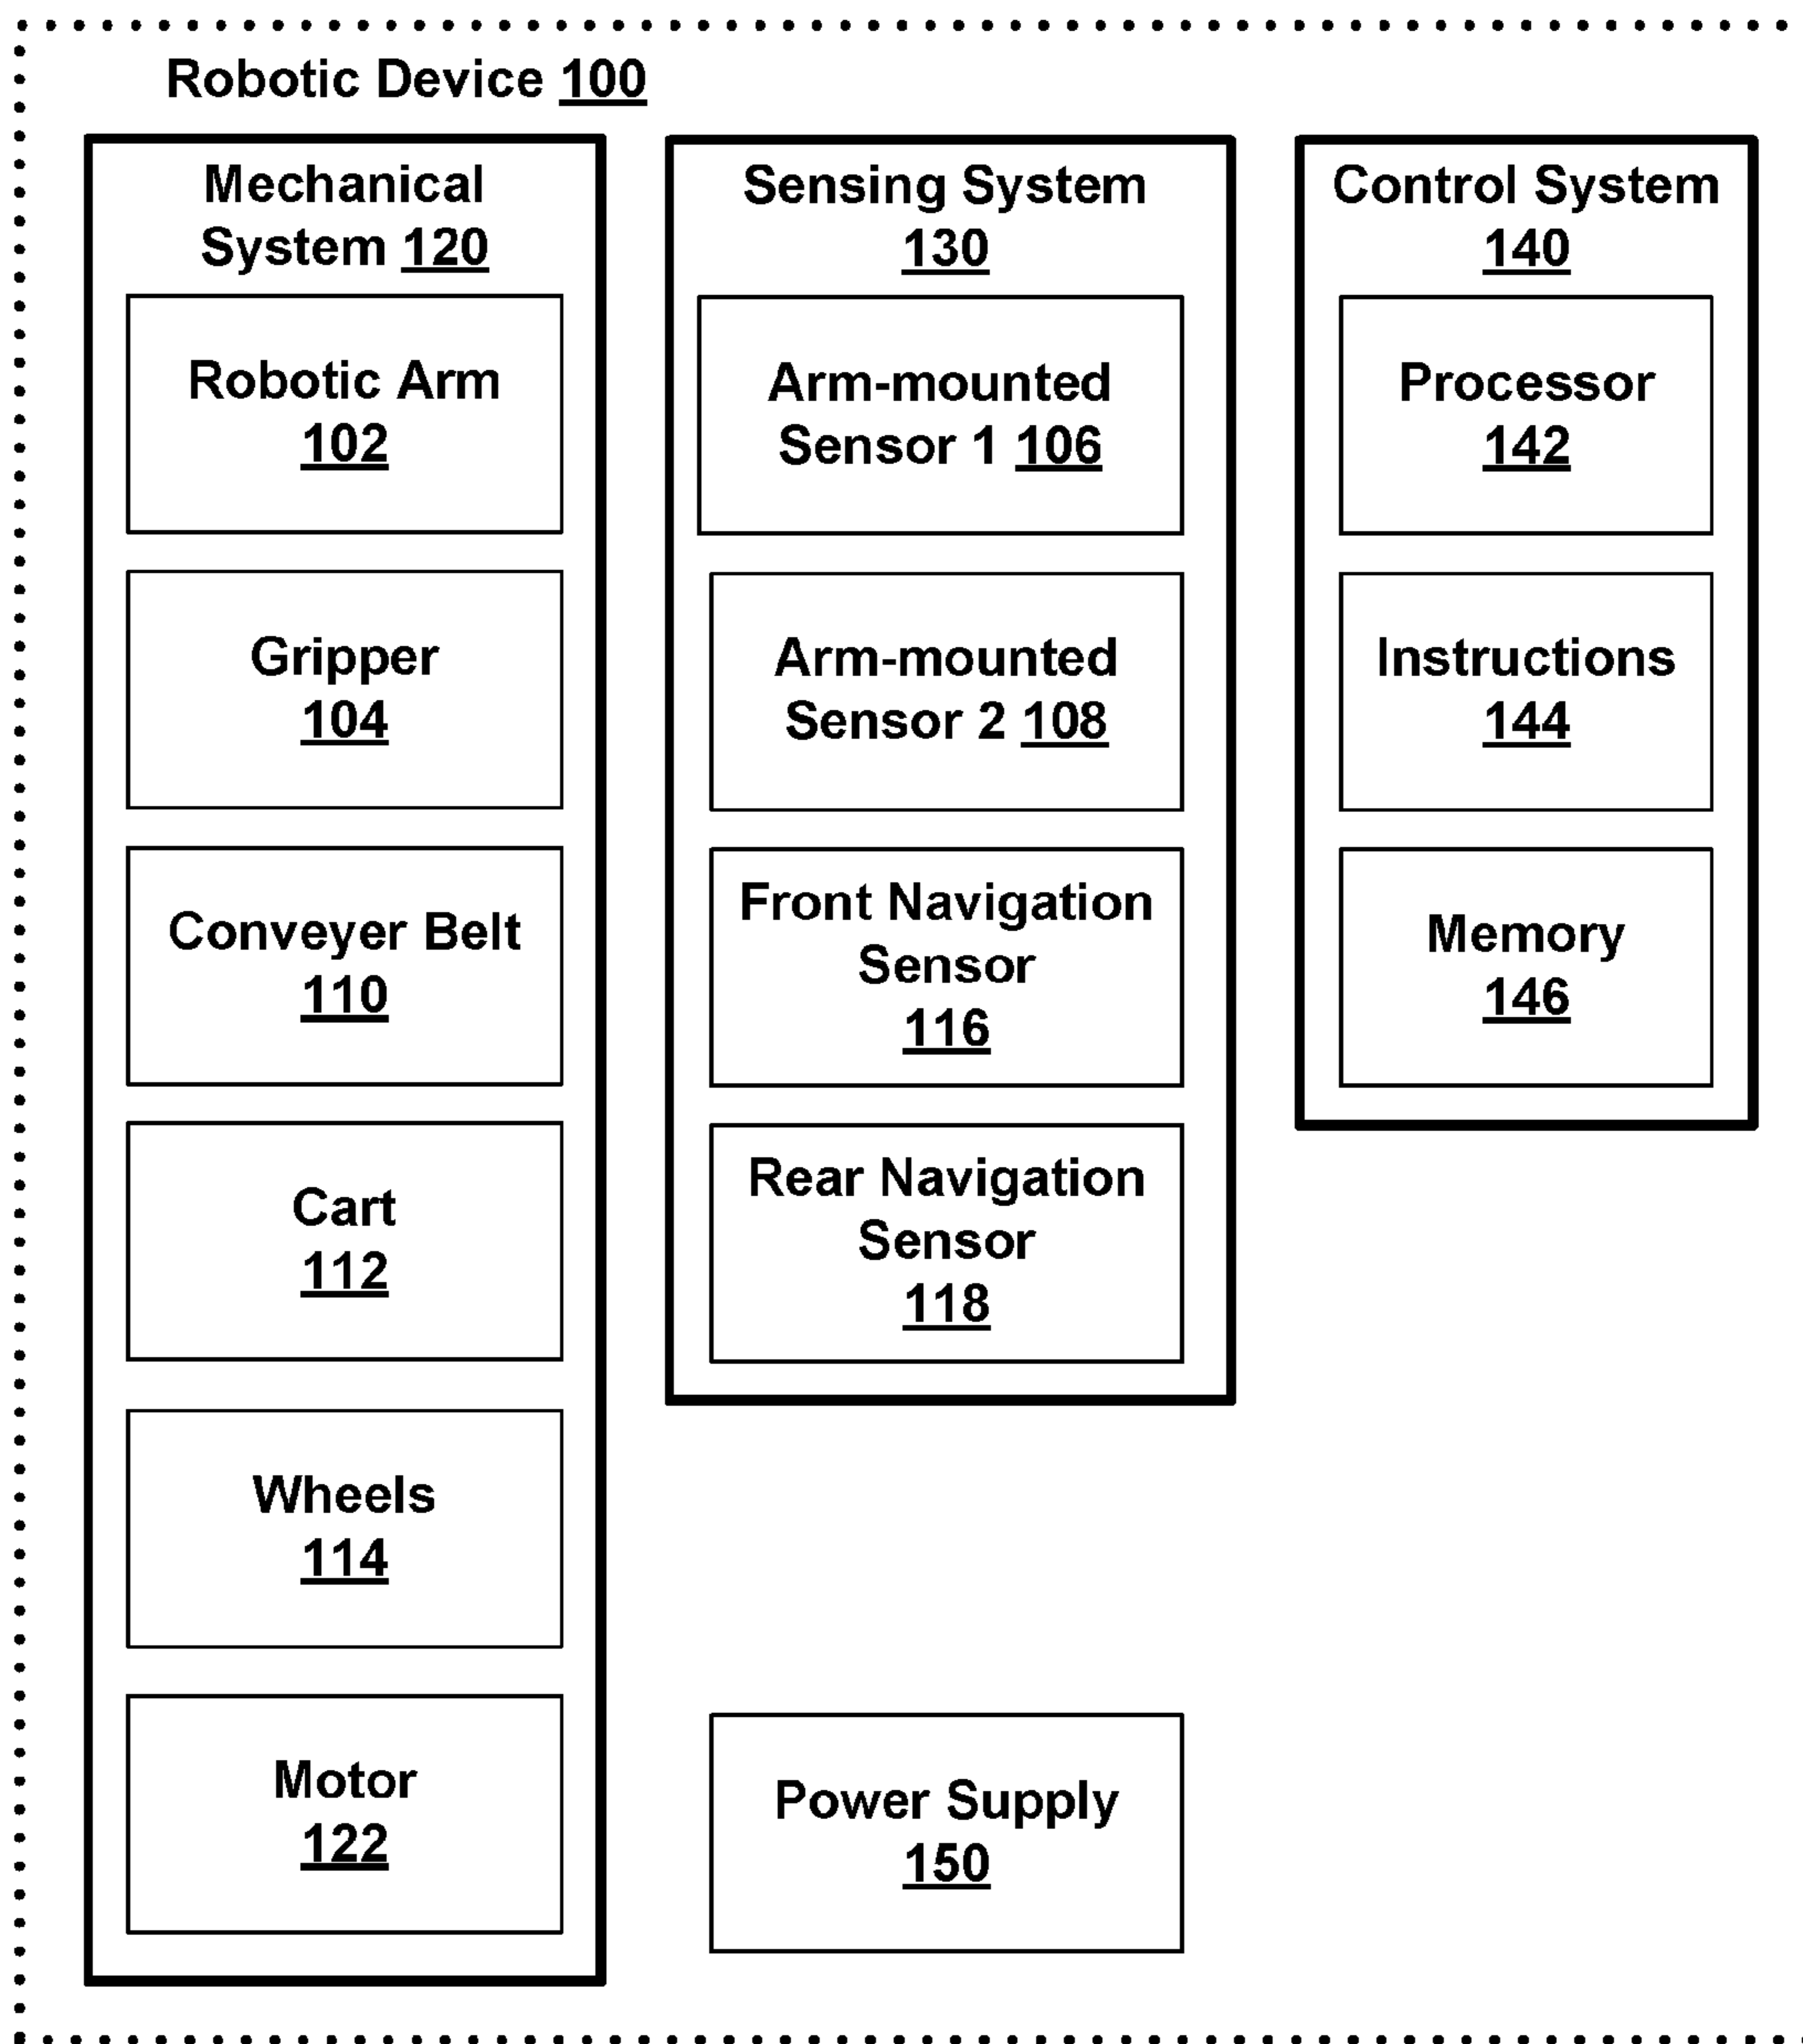 Robotic Device 100
Mechanical
System 120
Robotic Arm
102
Gripper
104
Conveyer Belt
110
Cart
112
Wheels
114
Motor
122
Sensing System
130
Arm-mounted
Sensor 1 106
Arm-mounted
Sensor 2 108
Front Navigation
Sensor
116
Rear Navigation
Sensor
118
Power Supply
150
Control System
140
Processor
142
Instructions
144
Memory
146